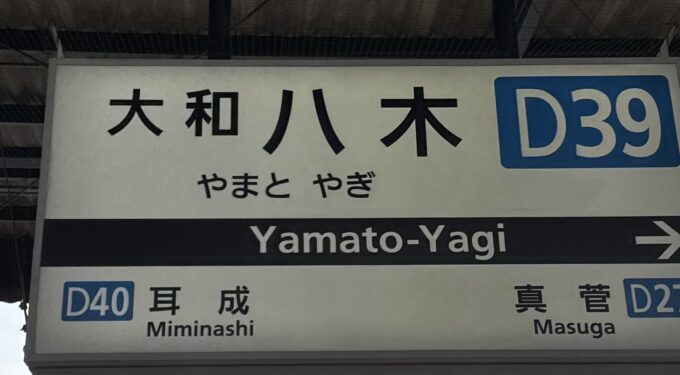 大和八木 D39
やまと やぎ
Yamato-Yagi →
D40 耳成 真菅 D27
Miminashi Masuga